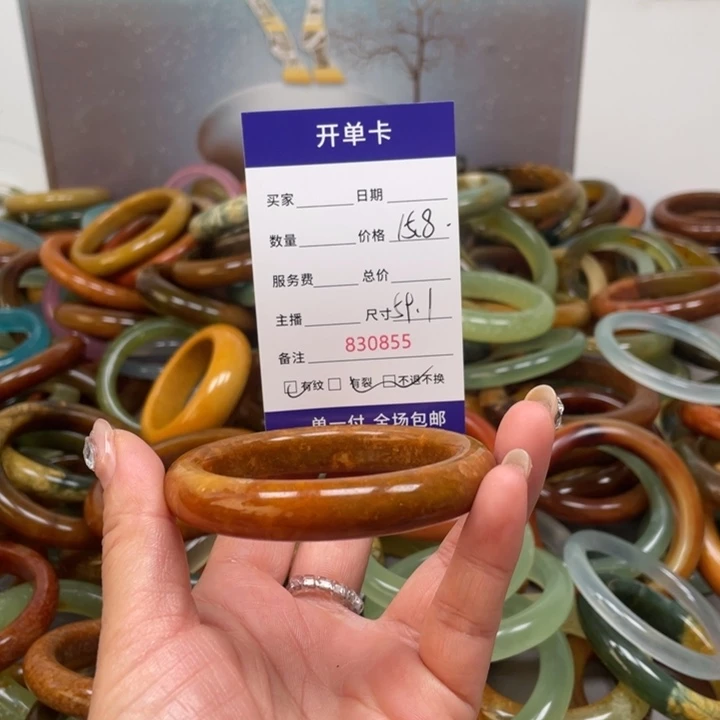 开单卡
买家 日期
数量 价格 158.
服务费 总价
主播 尺寸 59.1
备注 830855
有纹 有裂 不退不换
单一付 全场包邮